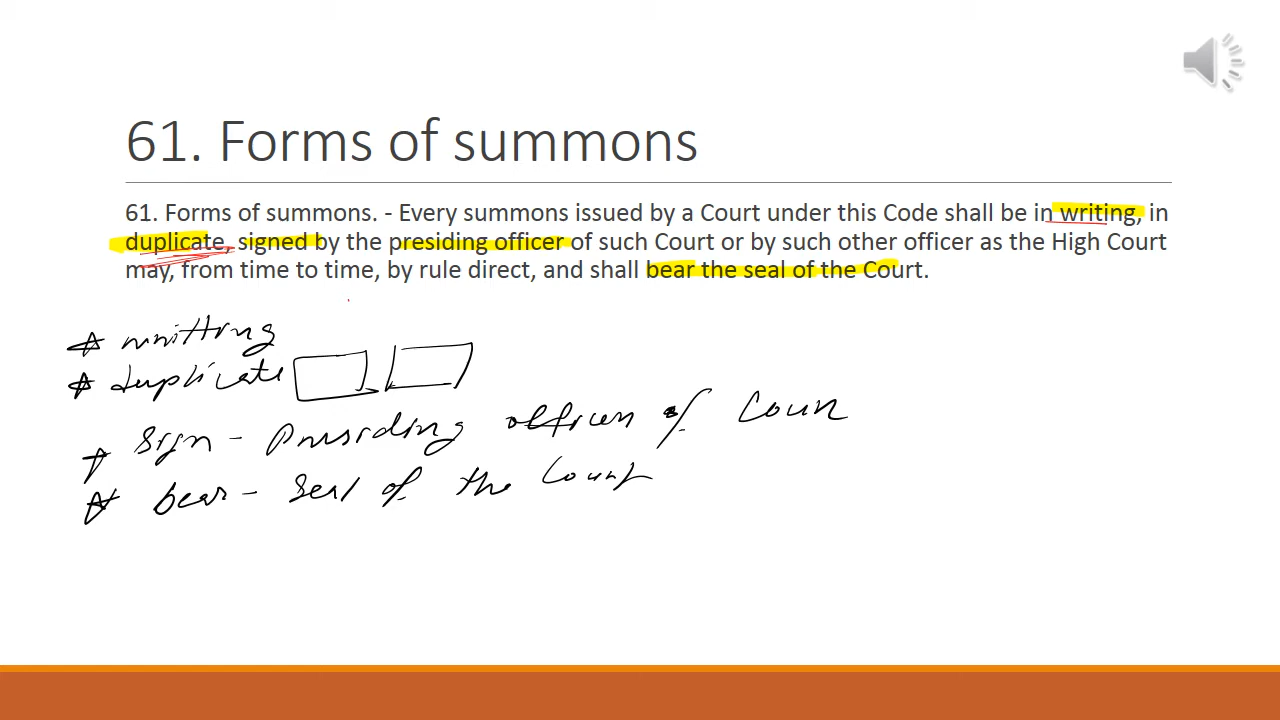 61. Forms of summons
61. Forms of summons. - Every summons issued by a Court under this Code shall be in writing, in
duplicate, signed by the presiding officer of such Court or by such other officer as the High Court
may, from time to time, by rule direct, and shall bear the seal of the Court.
writting
duplicate
Sign - Presiding officer of Court
bear - Seal of the Court